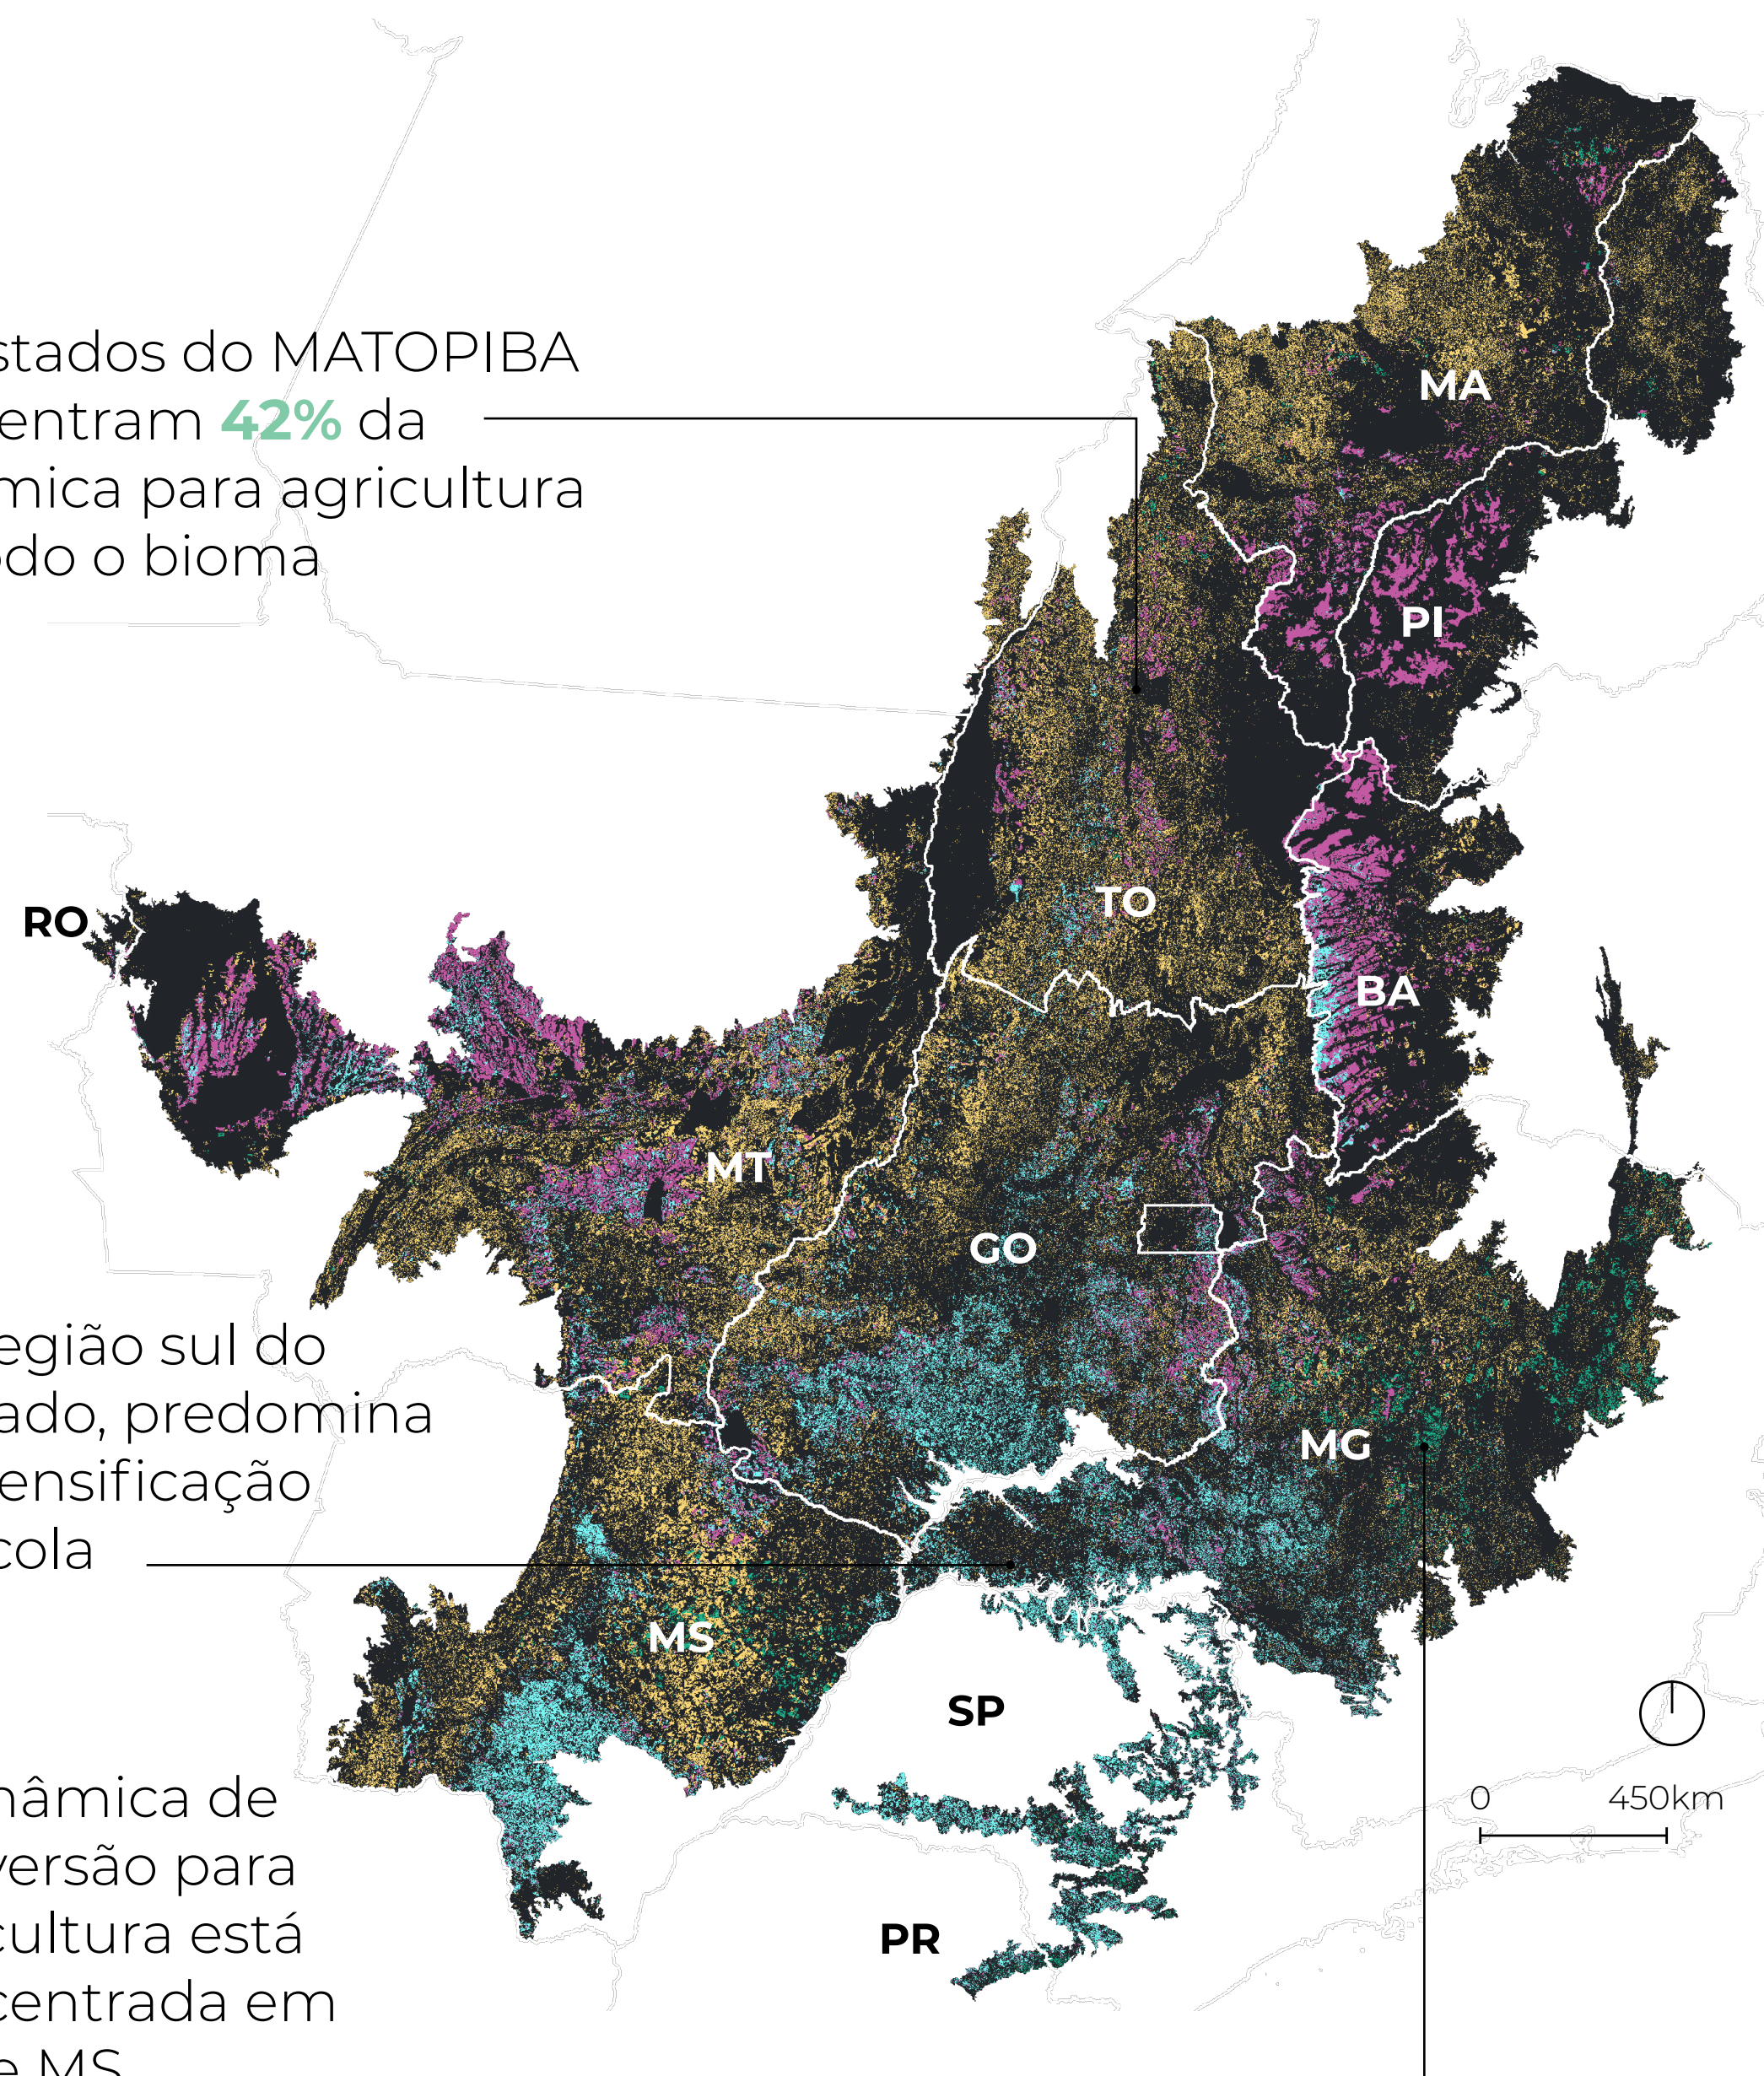 stados do MATOPIBA
entram 42% da
mica para agricultura
odo o bioma
MA
PI
TO
RO
BA
MT
GO
egião sul do
ado, predomina
ensificação
cola
MG
MS
SP
0 450km
nâmica de
versão para
cultura está
centrada em
e MS
PR